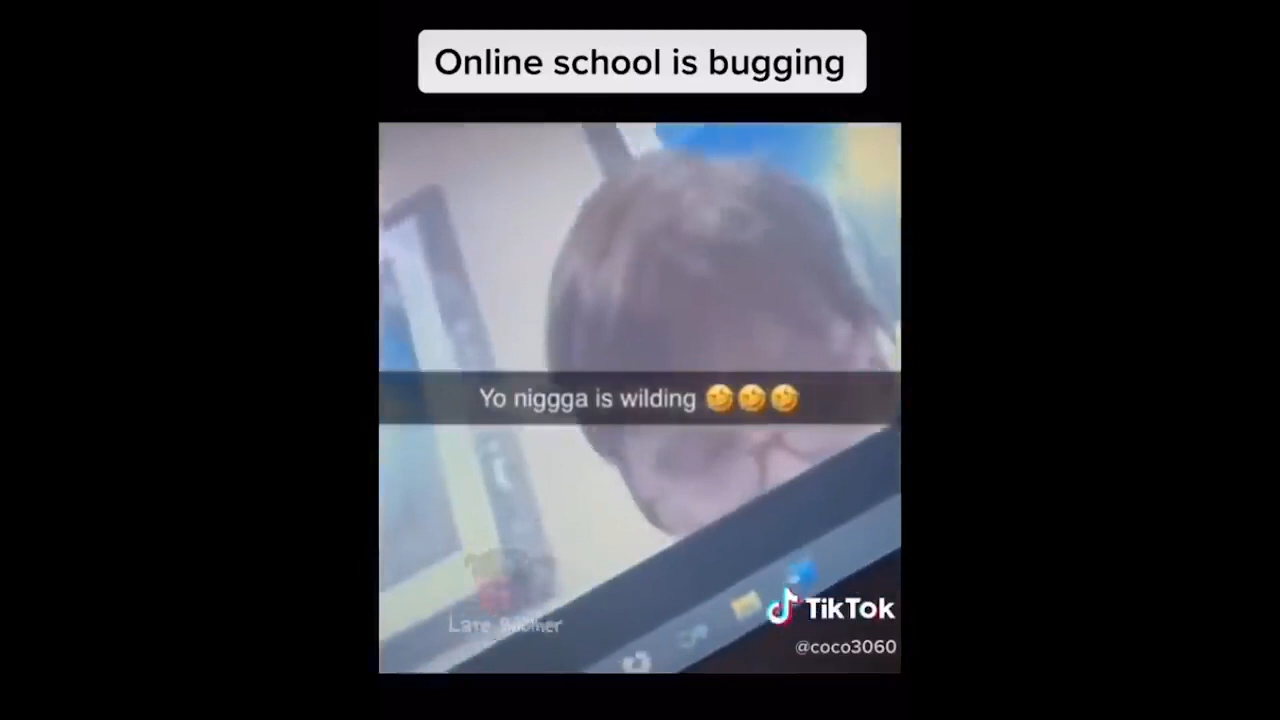 Online school is bugging
Yo niggga is wilding 🤣🤣🤣
TikTok
@coco3060